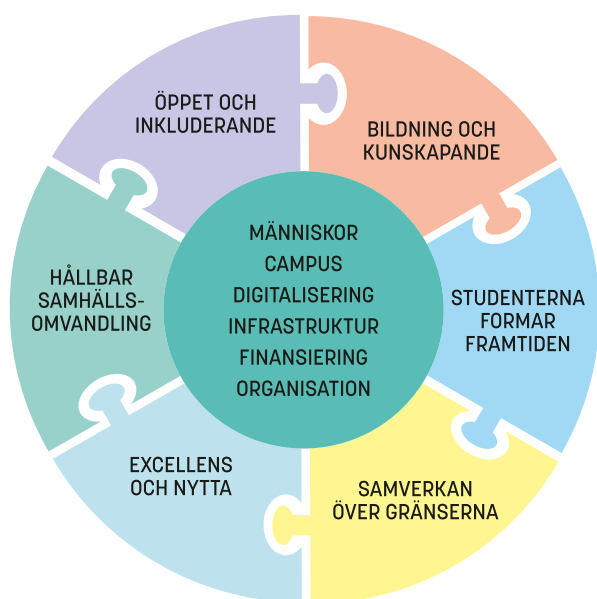 ÖPPET OCH
INKLUDERANDE
BILDNING OCH
KUNSKAPANDE
STUDENTERNA
FORMAR
FRAMTIDEN
SAMVERKAN
ÖVER GRÄNSERNA
EXCELLENS
OCH NYTTA
HÅLLBAR
SAMHÄLLS-
OMVANDLING
MÄNNISKOR
CAMPUS
DIGITALISERING
INFRASTRUKTUR
FINANSIERING
ORGANISATION